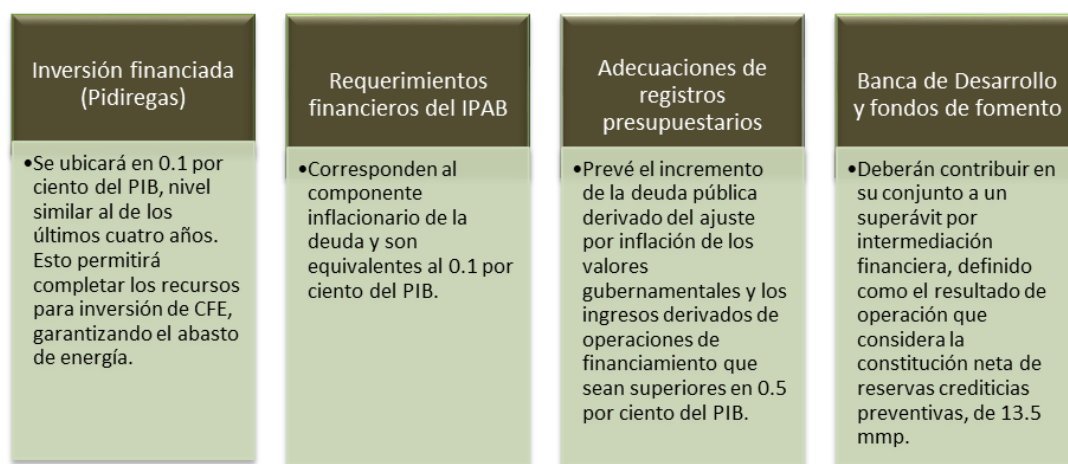 Inversión financiada
(Pidiregas)
•Se ubicará en 0.1 por
ciento del PIB, nivel
similar al de los
últimos cuatro años.
Esto permitirá
completar los recursos
para inversión de CFE,
garantizando el abasto
de energía.
Requerimientos
financieros del IPAB
•Corresponden al
componente
inflacionario de la
deuda y son
equivalentes al 0.1 por
ciento del PIB.
Adecuaciones de
registros
presupuestarios
•Prevé el incremento
de la deuda pública
derivado del ajuste
por inflación de los
valores
gubernamentales y los
ingresos derivados de
operaciones de
financiamiento que
sean superiores en 0.5
por ciento del PIB.
Banca de Desarrollo
y fondos de fomento
•Deberán contribuir en
su conjunto a un
superávit por
intermediación
financiera, definido
como el resultado de
operación que
considera la
constitución neta de
reservas crediticias
preventivas, de 13.5
mmp.